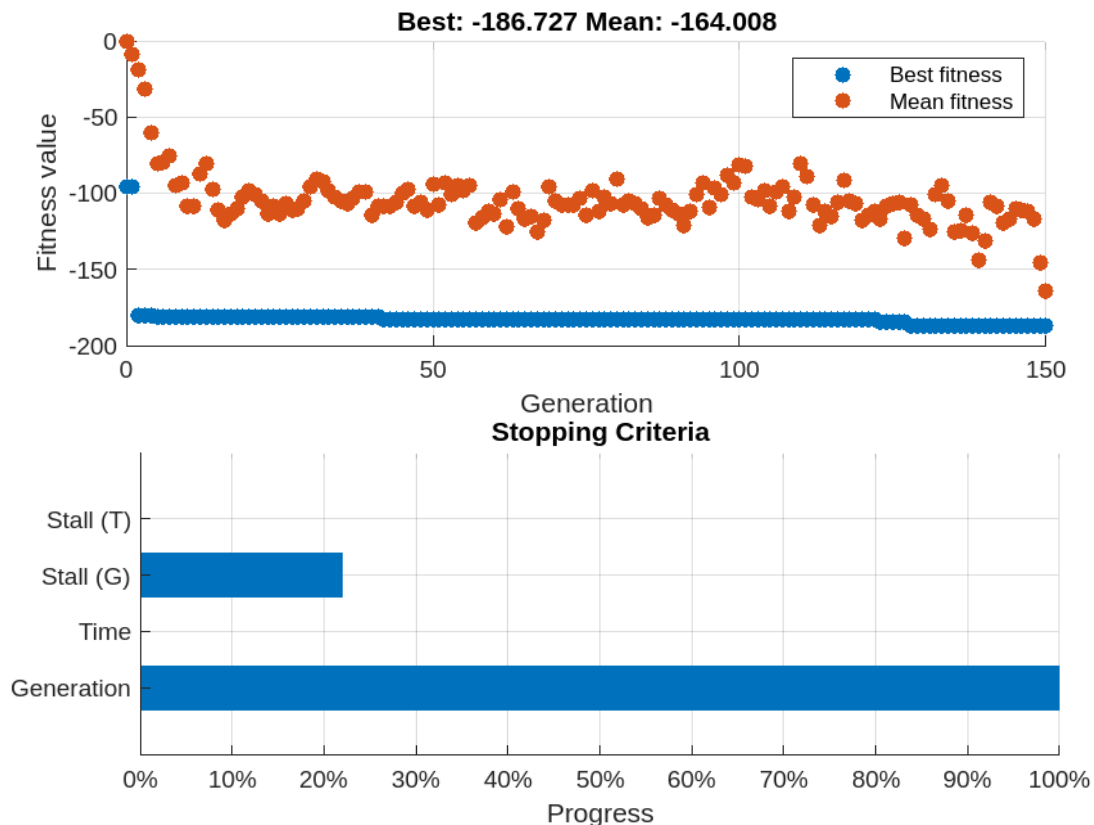 Best: -186.727 Mean: -164.008
0
-50
-100
-150
-200
Fitness value
Best fitness
Mean fitness
0 50 100 150
Generation
Stopping Criteria
Stall (T)
Stall (G)
Time
Generation
0% 10% 20% 30% 40% 50% 60% 70% 80% 90% 100%
Progress